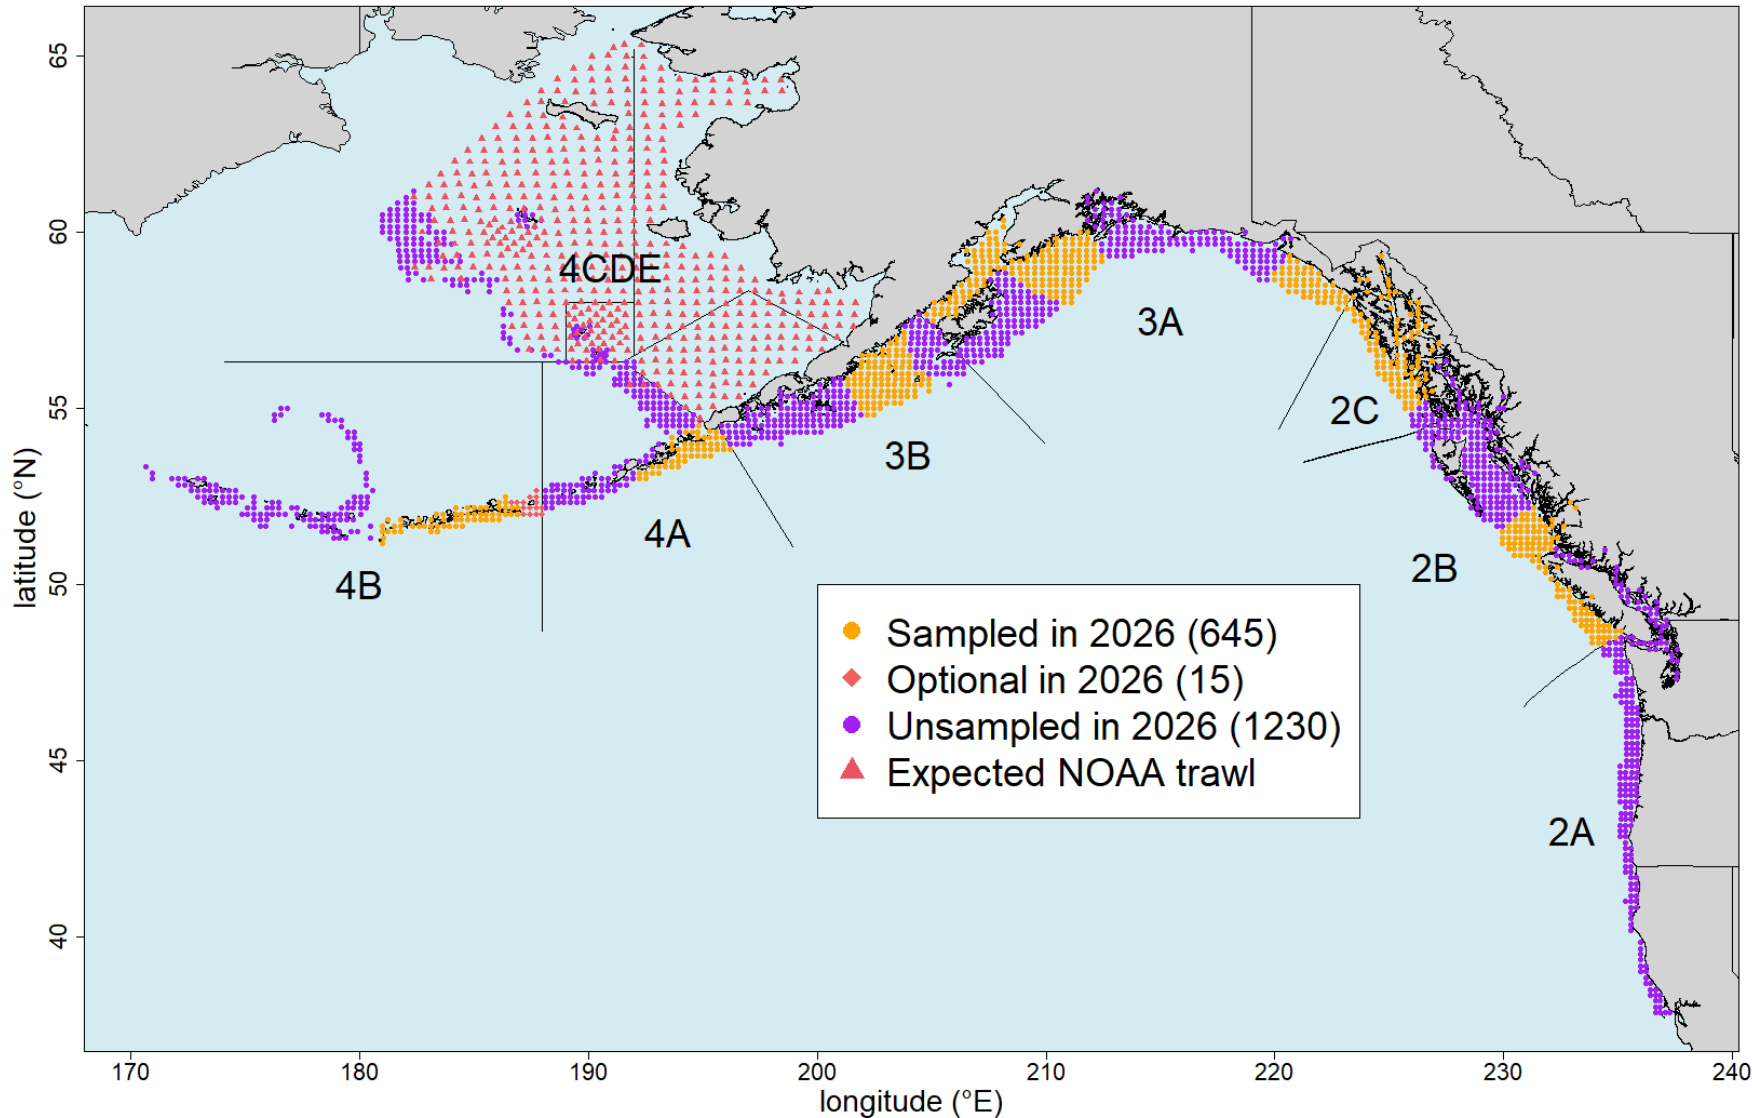 65
60
55
50
45
40
latitude (°N)
4CDE
3A
2C
3B
4A
2B
4B
2A
Sampled in 2026 (645)
Optional in 2026 (15)
Unsampled in 2026 (1230)
Expected NOAA trawl
170
180
190
200
210
220
230
240
longitude (°E)